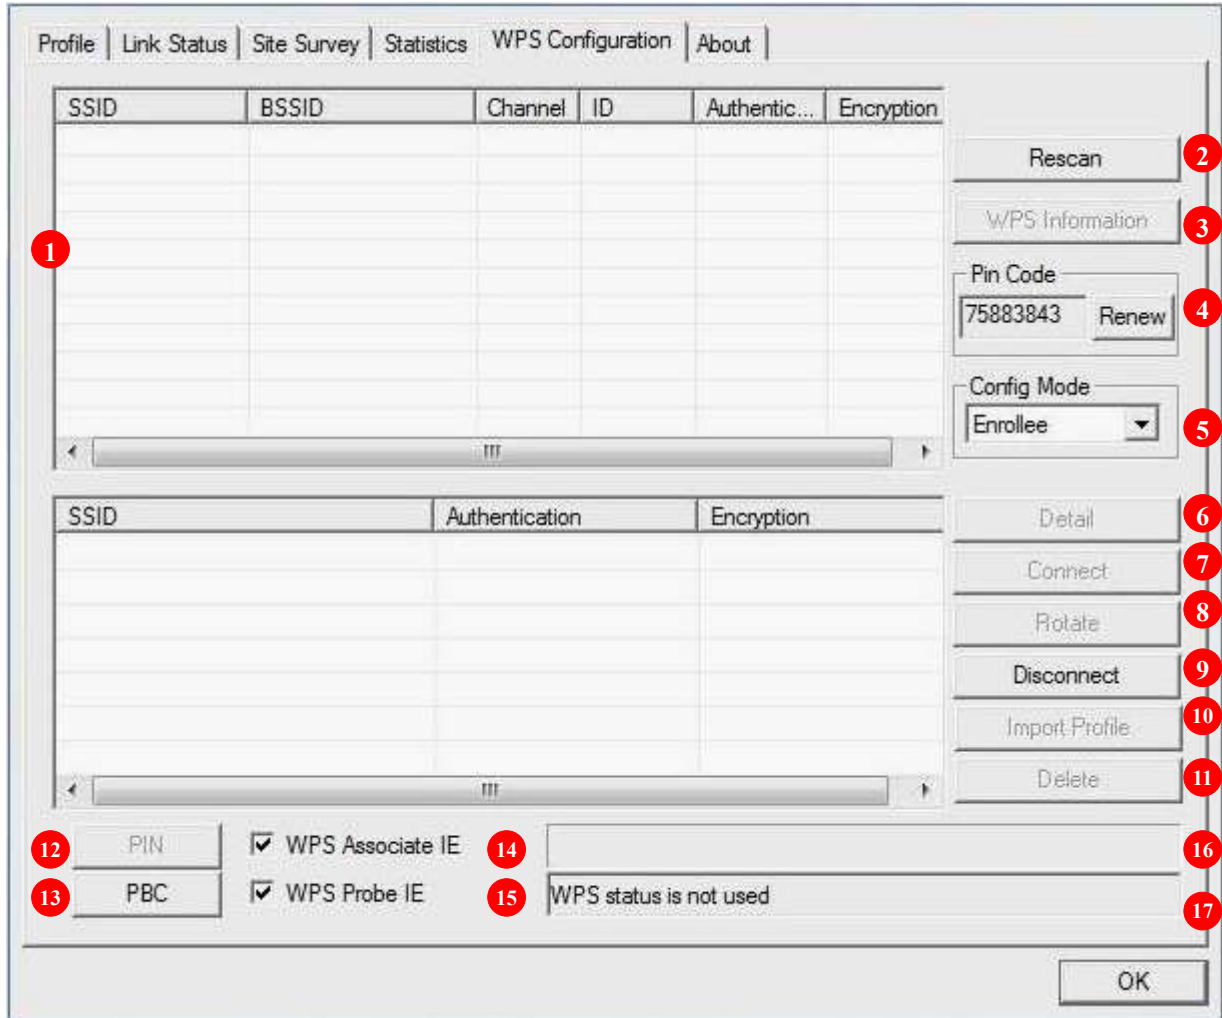 Profile Link Status Site Survey Statistics WPS Configuration About
SSID BSSID Channel ID Authentic... Encryption
Rescan 2
WPS Information 3
1
Pin Code
75883843 Renew 4
Config Mode
Enrollee 5
SSID Authentication Encryption
Detail 6
Connect 7
Rotate 8
Disconnect 9
Import Profile 10
Delete 11
12 PIN WPS Associate IE 14 16
13 PBC WPS Probe IE 15 WPS status is not used 17
OK